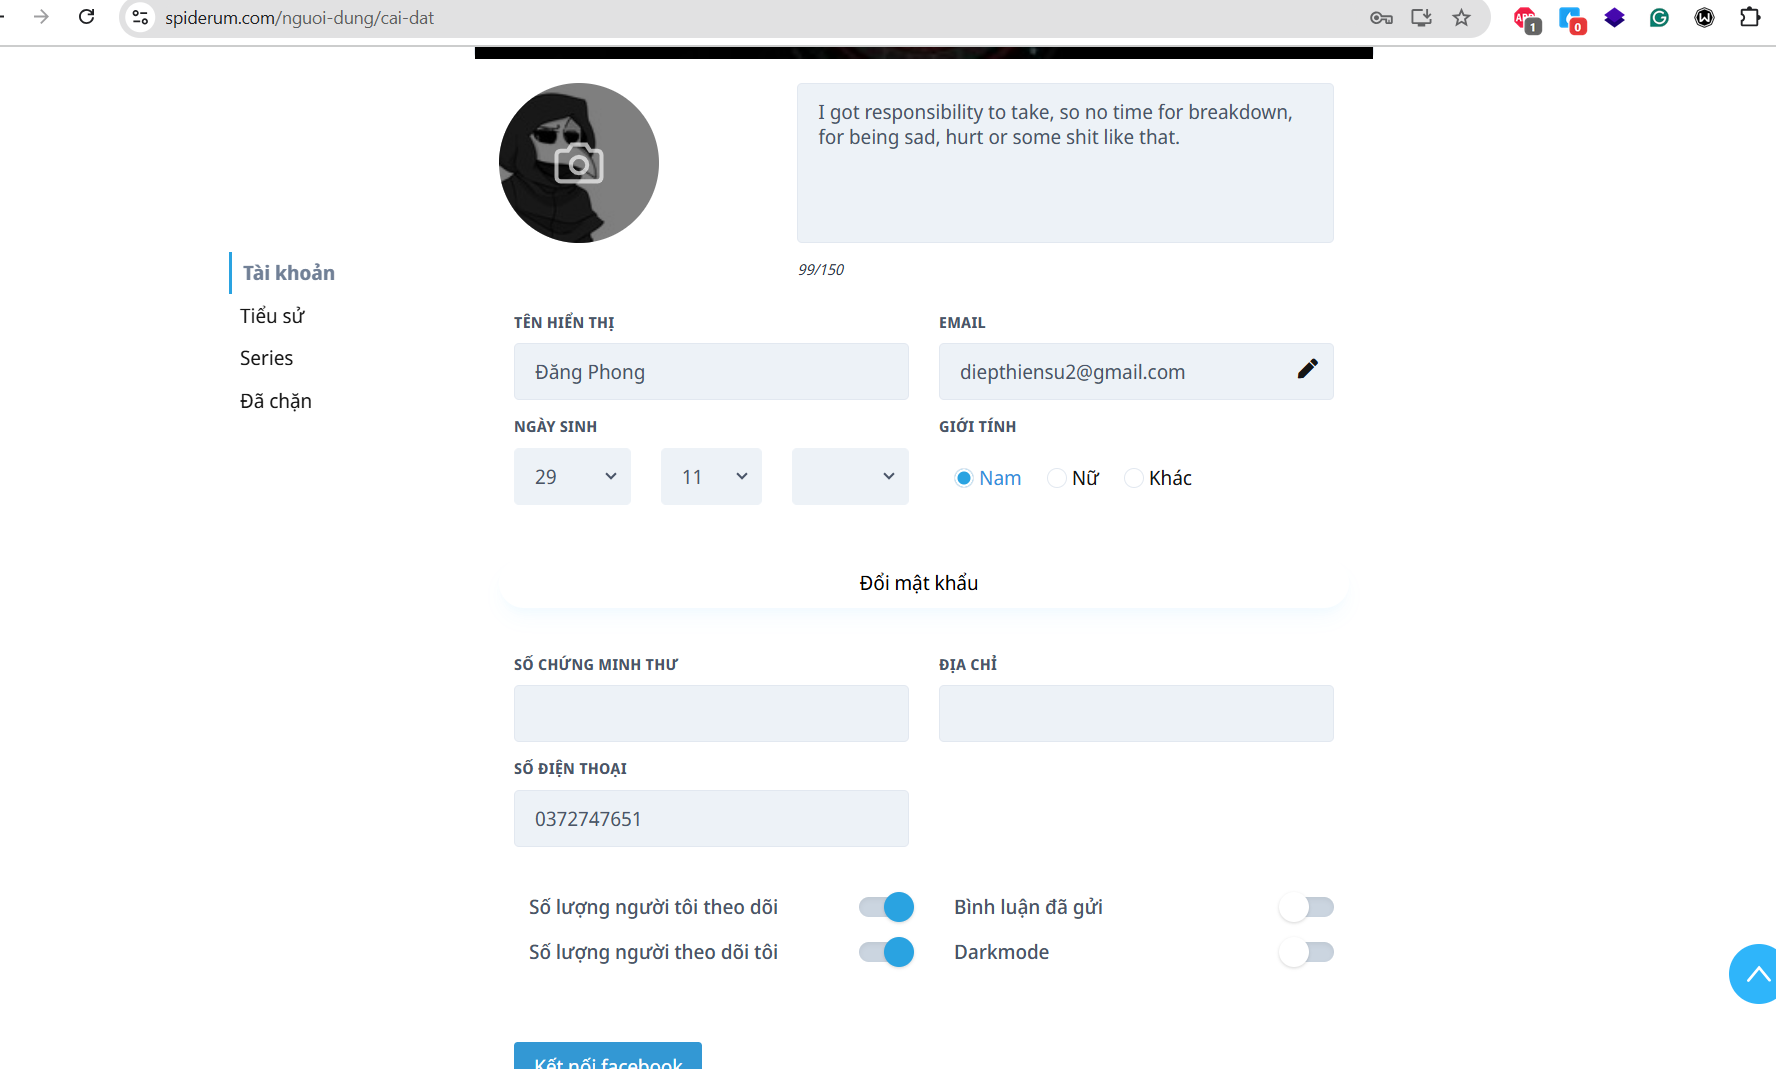 spiderum.com/nguoi-dung/cai-dat
1
0
I got responsibility to take, so no time for breakdown,
for being sad, hurt or some shit like that.
99/150
Tài khoản
Tiểu sử
Series
Đã chặn
TÊN HIỂN THỊ
EMAIL
Đăng Phong
diepthiensu2@gmail.com
NGÀY SINH
GIỚI TÍNH
29
11
Nam
Nữ
Khác
Đổi mật khẩu
SỐ CHỨNG MINH THƯ
ĐỊA CHỈ
SỐ ĐIỆN THOẠI
0372747651
Số lượng người tôi theo dõi
Bình luận đã gửi
Số lượng người theo dõi tôi
Darkmode
Kết nối facebook